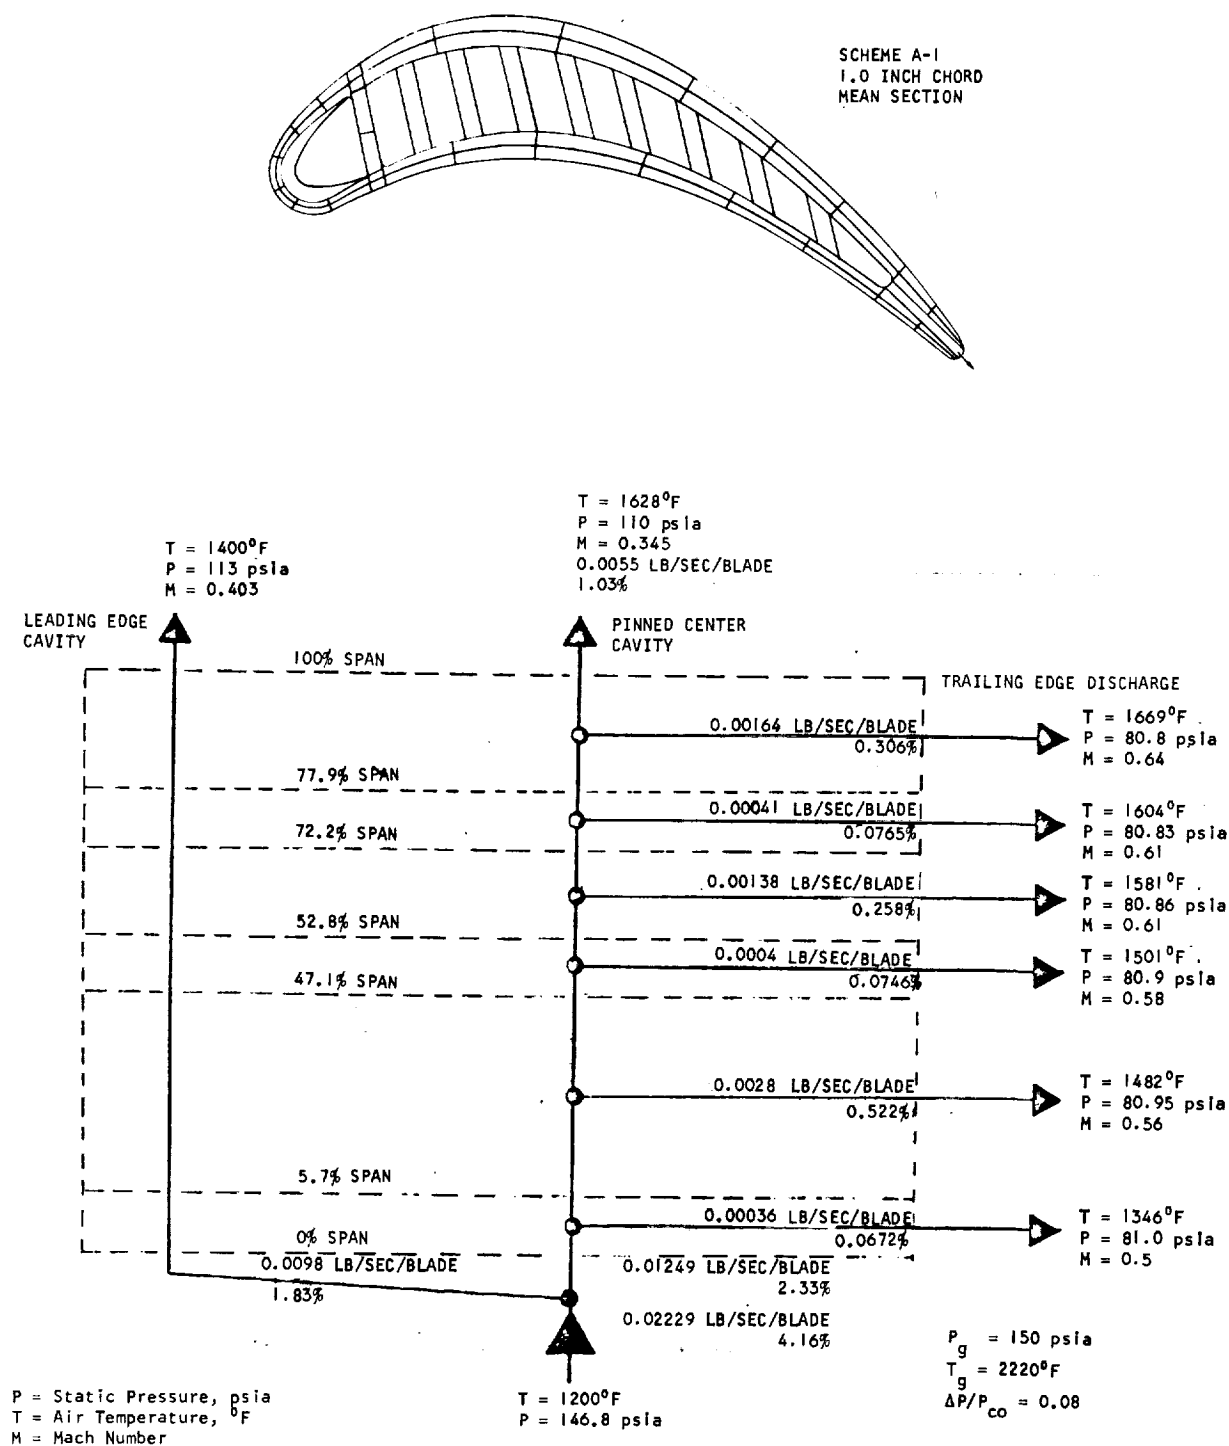 SCHEME A-1
1.0 INCH CHORD
MEAN SECTION
T = 1628°F
P = 110 psia
M = 0.345
0.0055 LB/SEC/BLADE
1.03%
T = 1400°F
P = 113 psia
M = 0.403
LEADING EDGE
CAVITY
PINNED CENTER
CAVITY
100% SPAN
TRAILING EDGE DISCHARGE
0.00164 LB/SEC/BLADE
0.306%
T = 1669°F
P = 80.8 psia
M = 0.64
77.9% SPAN
0.00041 LB/SEC/BLADE
0.0765%
T = 1604°F
P = 80.83 psia
M = 0.61
72.2% SPAN
0.00138 LB/SEC/BLADE
0.258%
T = 1581°F
P = 80.86 psia
M = 0.61
52.8% SPAN
0.0004 LB/SEC/BLADE
0.0746%
T = 1501°F
P = 80.9 psia
M = 0.58
47.1% SPAN
0.0028 LB/SEC/BLADE
0.522%
T = 1482°F
P = 80.95 psia
M = 0.56
5.7% SPAN
0.00036 LB/SEC/BLADE
0.0672%
T = 1346°F
P = 81.0 psia
M = 0.5
0% SPAN
0.0098 LB/SEC/BLADE
1.83%
0.01249 LB/SEC/BLADE
2.33%
0.02229 LB/SEC/BLADE
4.16%
Pg = 150 psia
Tg = 2220°F
ΔP/Pco = 0.08
T = 1200°F
P = 146.8 psia
P = Static Pressure, psia
T = Air Temperature, °F
M = Mach Number